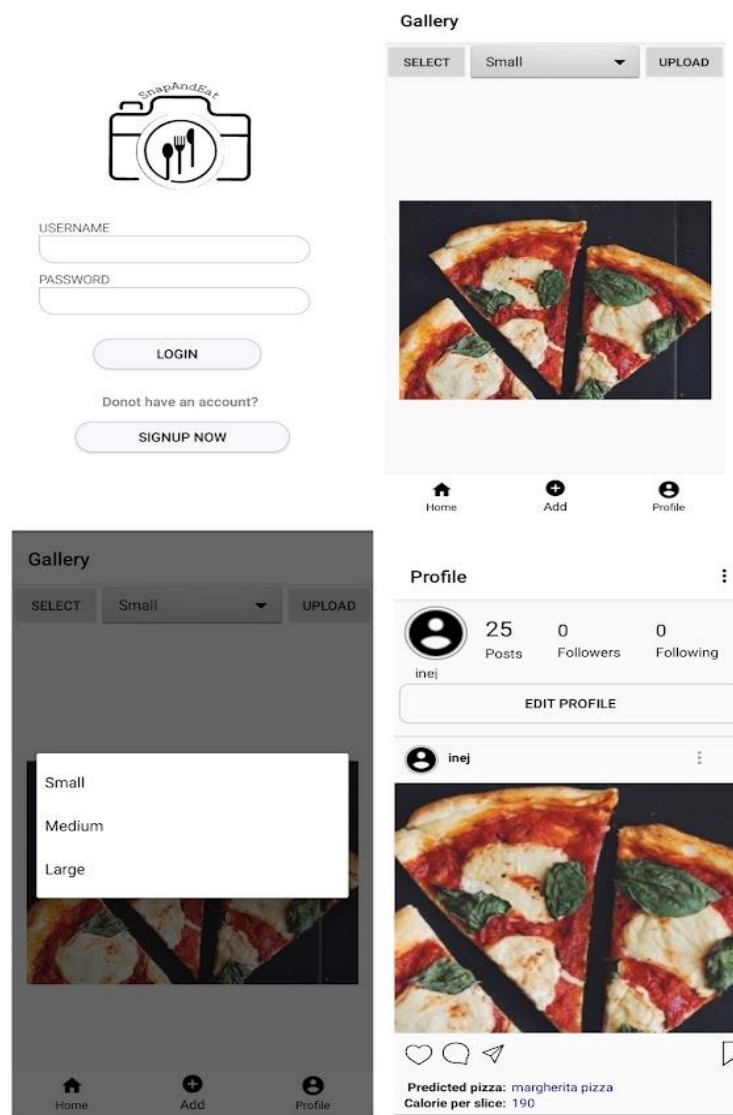 SnapAndEat
USERNAME
PASSWORD
LOGIN
Donot have an account?
SIGNUP NOW
Gallery
SELECT Small UPLOAD
Home Add Profile
Gallery
SELECT Small UPLOAD
Small
Medium
Large
Home Add Profile
Profile
25 0 0
Posts Followers Following
inej
EDIT PROFILE
inej
Predicted pizza: margherita pizza
Calorie per slice: 190